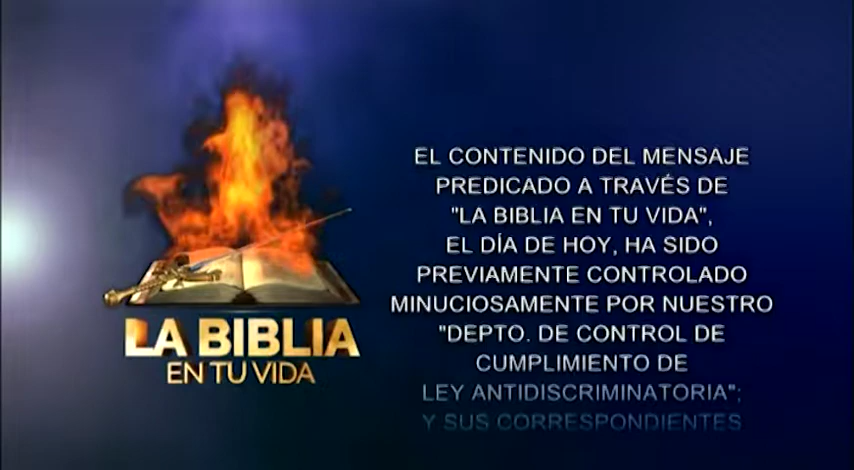 LA BIBLIA
EN TU VIDA
EL CONTENIDO DEL MENSAJE
PREDICADO A TRAVÉS DE
"LA BIBLIA EN TU VIDA",
EL DÍA DE HOY, HA SIDO
PREVIAMENTE CONTROLADO
MINUCIOSAMENTE POR NUESTRO
"DEPTO. DE CONTROL DE
CUMPLIMIENTO DE
LEY ANTIDISCRIMINATORIA";
Y SUS CORRESPONDIENTES